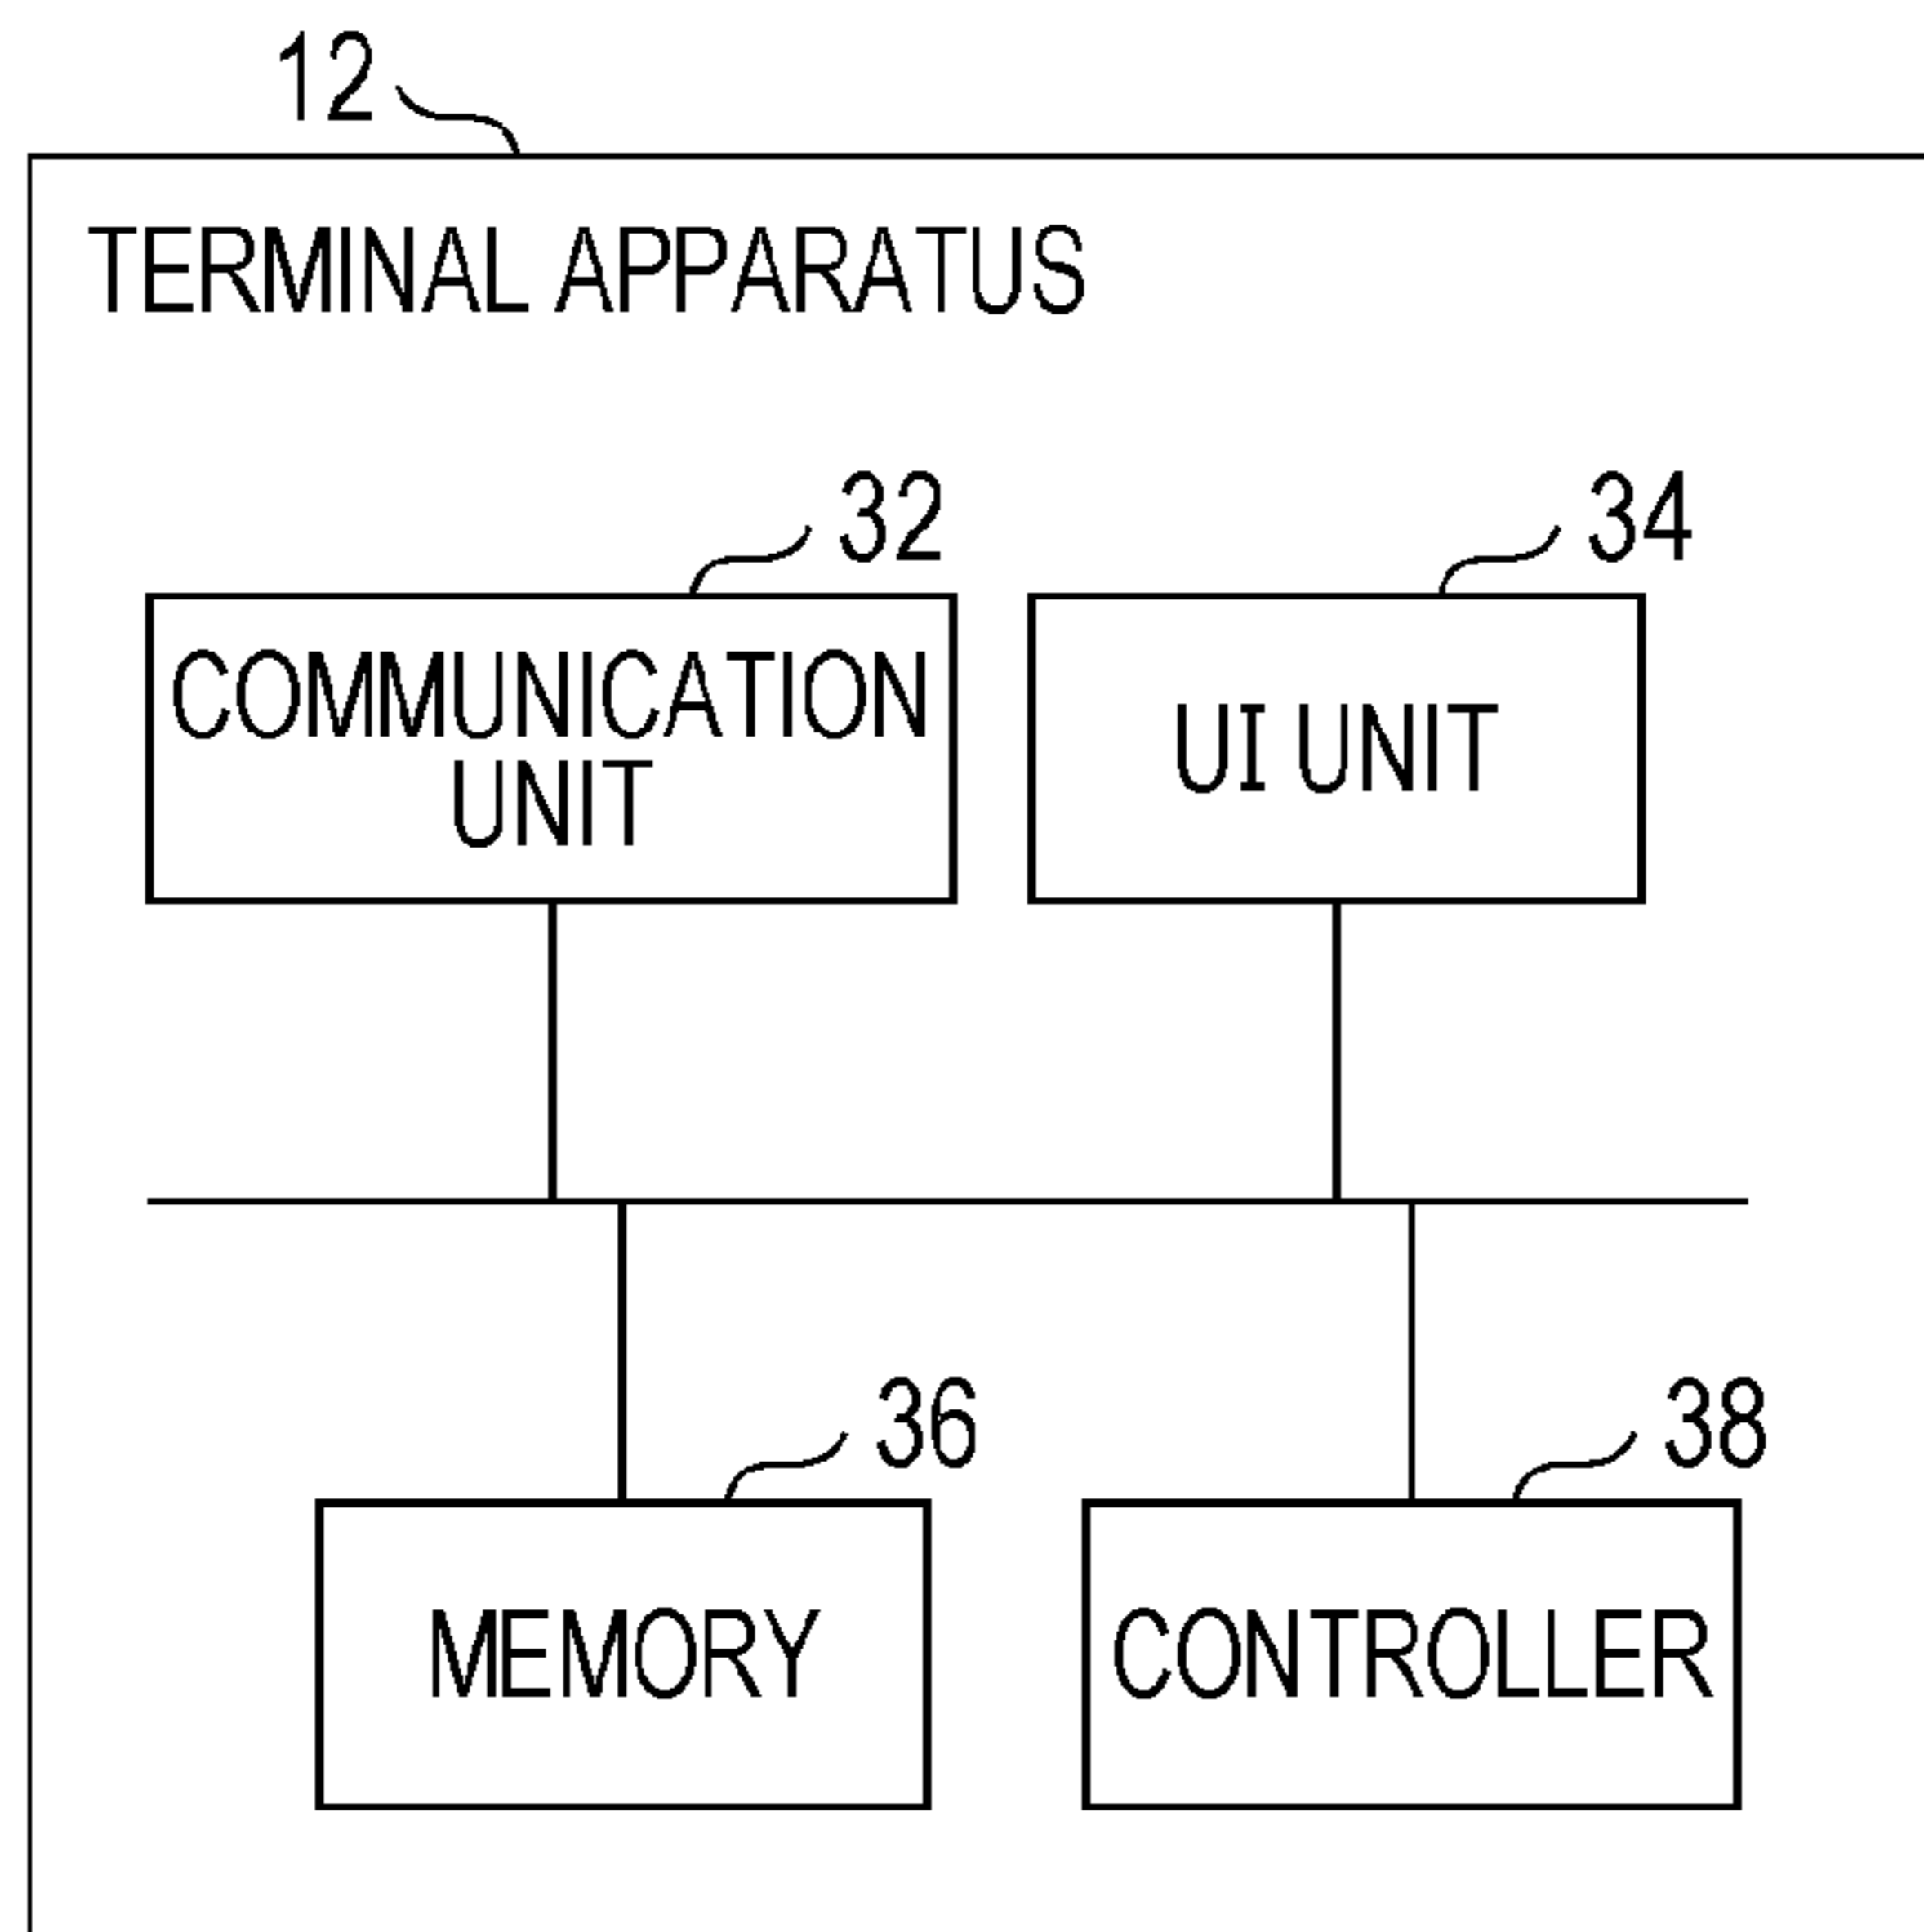 12
TERMINAL APPARATUS
32
34
COMMUNICATION
UNIT
UI UNIT
36
38
MEMORY
CONTROLLER